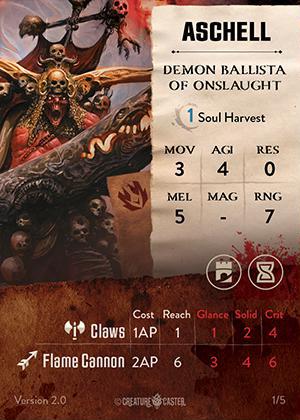 ASCHELL
DEMON BALLISTA
OF ONSLAUGHT
1 Soul Harvest
MOV AGI RES
3 4 0
MEL MAG RNG
5 - 7
Cost Reach Glance Solid Crit
Claws 1AP 1 1 2 4
Flame Cannon 2AP 6 3 4 6
Version 2.0 © CREATURE CASTER 1/5